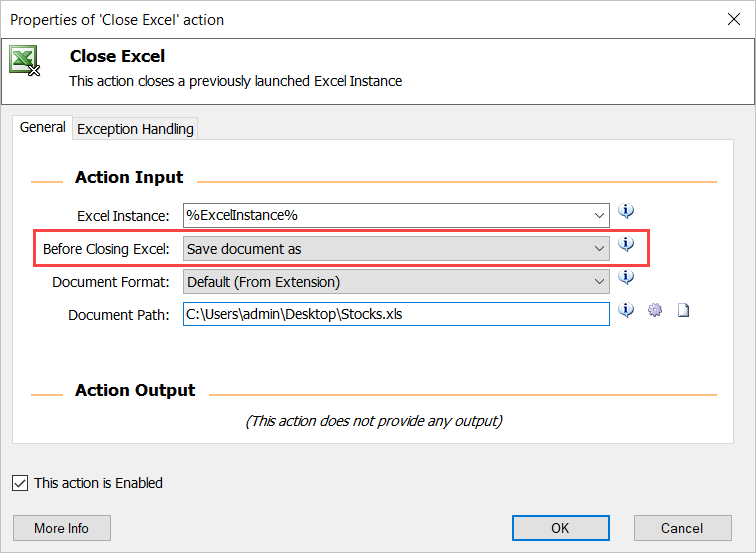 Properties of 'Close Excel' action
Close Excel
This action closes a previously launched Excel Instance
General
Exception Handling
Action Input
Excel Instance: %ExcelInstance%
Before Closing Excel: Save document as
Document Format: Default (From Extension)
Document Path: C:\Users\admin\Desktop\Stocks.xls
Action Output
(This action does not provide any output)
This action is Enabled
More Info
OK
Cancel